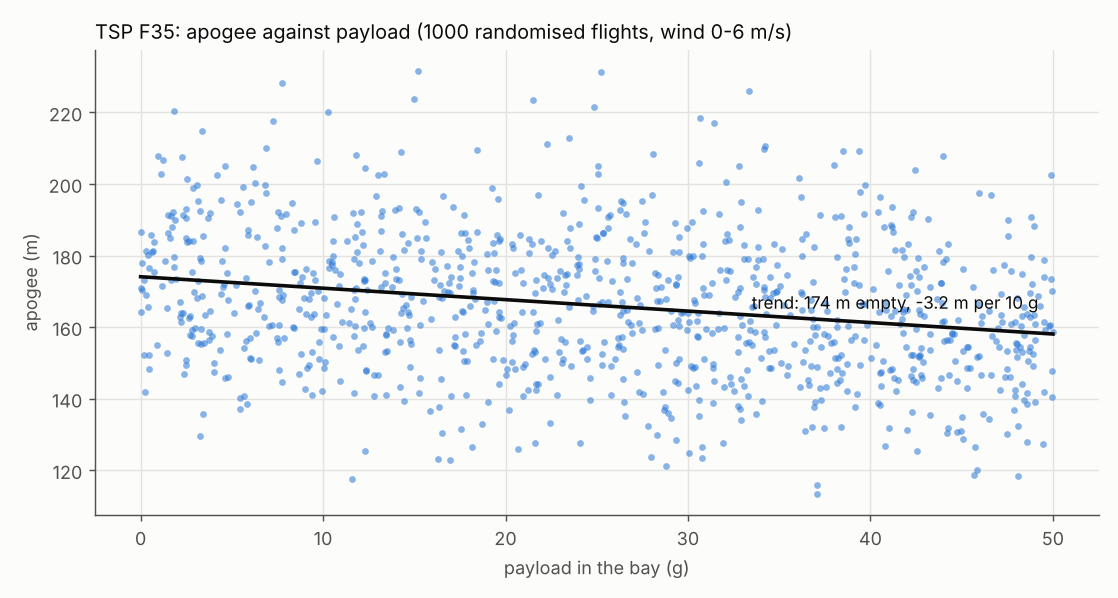 TSP F35: apogee against payload (1000 randomised flights, wind 0-6 m/s)
220
200
180
160
140
120
apogee (m)
trend: 174 m empty, -3.2 m per 10 g
0 10 20 30 40 50
payload in the bay (g)